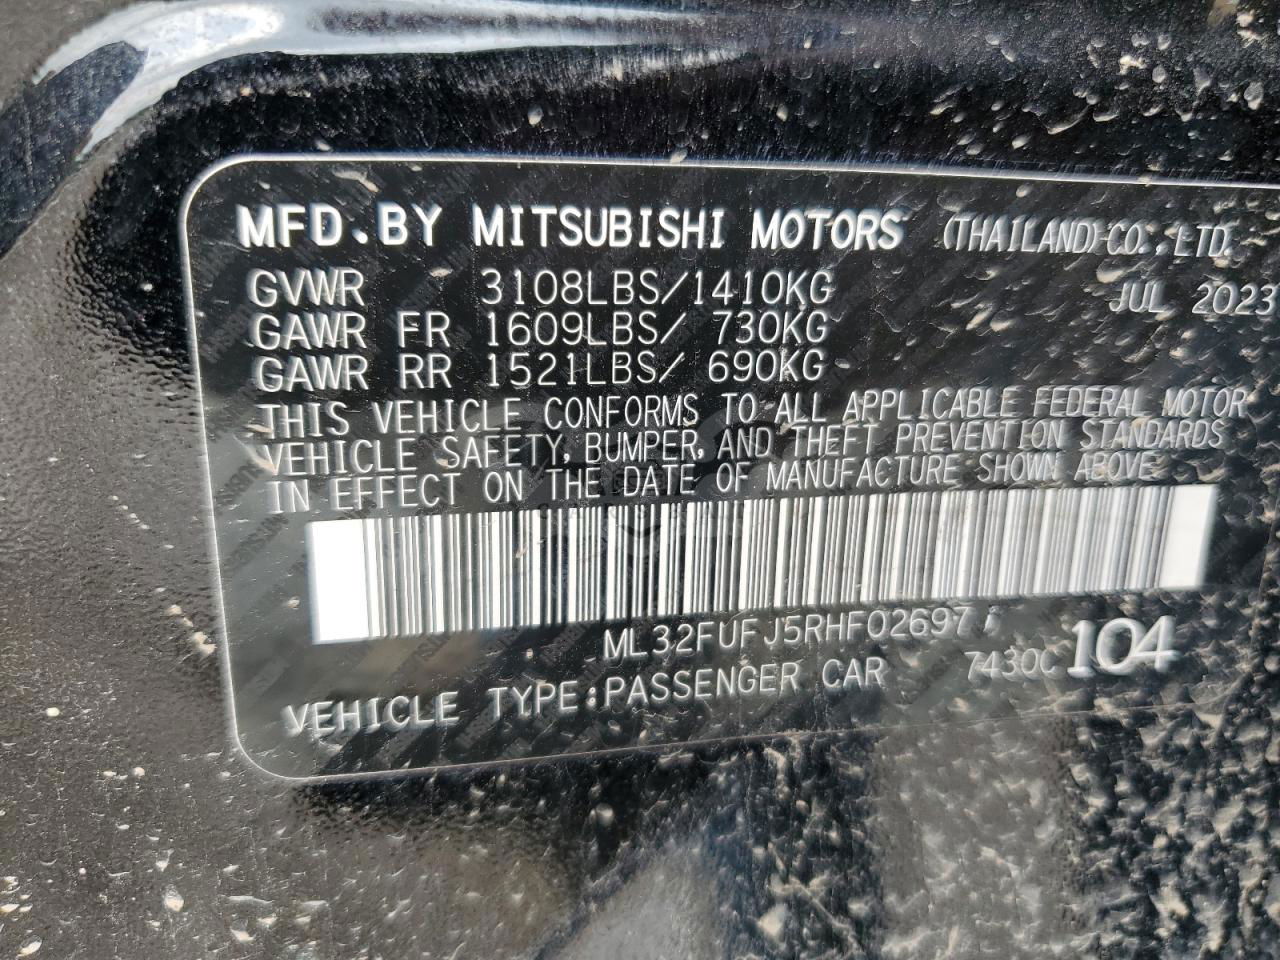 MFD.BY MITSUBISHI MOTORS (THAILAND) CO.,LTD.
JUL 2023
GVWR 3108LBS/1410KG
GAWR FR 1609LBS/ 730KG
GAWR RR 1521LBS/ 690KG
THIS VEHICLE CONFORMS TO ALL APPLICABLE FEDERAL MOTOR
VEHICLE SAFETY, BUMPER, AND THEFT PREVENTION STANDARDS
IN EFFECT ON THE DATE OF MANUFACTURE SHOWN ABOVE.
ML32FUFJ5RHF02697
VEHICLE TYPE:PASSENGER CAR 7430C 104